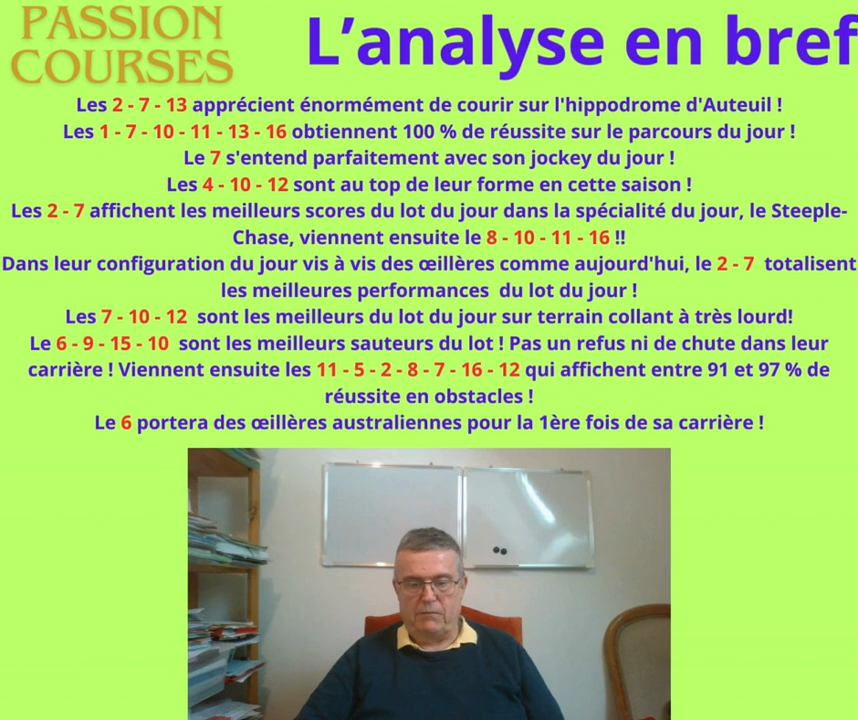 PASSION
COURSES
L’analyse en bref
Les 2 - 7 - 13 apprécient énormément de courir sur l'hippodrome d'Auteuil !
Les 1 - 7 - 10 - 11 - 13 - 16 obtiennent 100 % de réussite sur le parcours du jour !
Le 7 s'entend parfaitement avec son jockey du jour !
Les 4 - 10 - 12 sont au top de leur forme en cette saison !
Les 2 - 7 affichent les meilleurs scores du lot du jour dans la spécialité du jour, le Steeple-
Chase, viennent ensuite le 8 - 10 - 11 - 16 !!
Dans leur configuration du jour vis à vis des œillères comme aujourd'hui, le 2 - 7 totalisent
les meilleures performances du lot du jour !
Les 7 - 10 - 12 sont les meilleurs du lot du jour sur terrain collant à très lourd!
Le 6 - 9 - 15 - 10 sont les meilleurs sauteurs du lot ! Pas un refus ni de chute dans leur
carrière ! Viennent ensuite les 11 - 5 - 2 - 8 - 7 - 16 - 12 qui affichent entre 91 et 97 % de
réussite en obstacles !
Le 6 portera des œillères australiennes pour la 1ère fois de sa carrière !